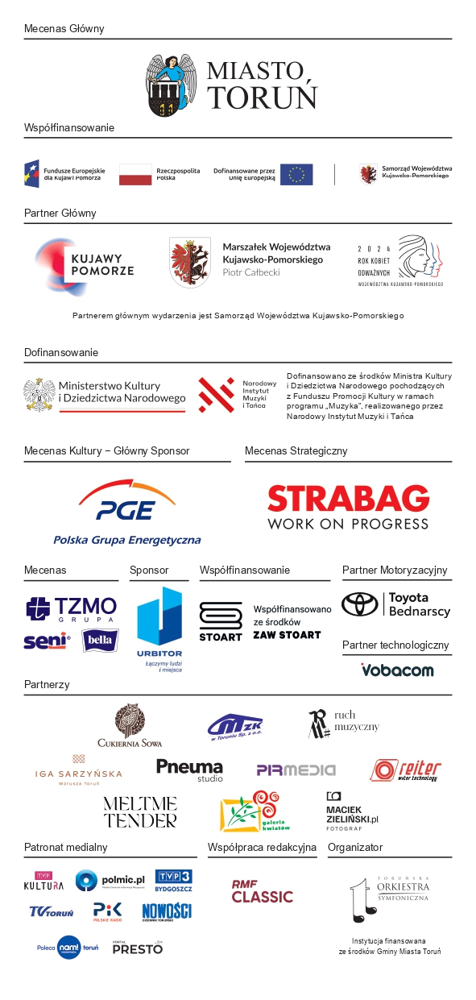 Mecenas Główny
MIASTO
TORUŃ
Współfinansowanie
Fundusze Europejskie
dla Kujaw i Pomorza
Rzeczpospolita
Polska
Dofinansowane przez
Unię Europejską
Samorząd Województwa
Kujawsko-Pomorskiego
Partner Główny
KUJAWY
POMORZE
Marszałek Województwa
Kujawsko-Pomorskiego
Piotr Całbecki
2024
ROK KOBIET
ODWAŻNYCH
WOJEWÓDZTWA KUJAWSKO-POMORSKIEGO
Partnerem głównym wydarzenia jest Samorząd Województwa Kujawsko-Pomorskiego
Dofinansowanie
Ministerstwo Kultury
i Dziedzictwa Narodowego
Narodowy
Instytut
Muzyki
i Tańca
Dofinansowano ze środków Ministra Kultury
i Dziedzictwa Narodowego pochodzących
z Funduszu Promocji Kultury w ramach
programu „Muzyka”, realizowanego przez
Narodowy Instytut Muzyki i Tańca
Mecenas Kultury – Główny Sponsor
PGE
Polska Grupa Energetyczna
Mecenas Strategiczny
STRABAG
WORK ON PROGRESS
Mecenas
TZMO
GRUPA
seni®
bella
Sponsor
URBITOR
Łączymy ludzi
i miejsca
Współfinansowanie
STOART
Współfinansowano
ze środków
ZAW STOART
Partner Motoryzacyjny
Toyota
Bednarscy
Partner technologiczny
vobacom
Partnerzy
CUKIERNIA SOWA
MZK
w Toruniu Sp. z o.o.
ruch
muzyczny
IGA SARZYŃSKA
Wzrusza Toruń
Pneuma
studio
PIRMEDIA
reiter
wktor technology
MELTME
TENDER
galeria
kwiatów
MACIEK
ZIELIŃSKI.pl
FOTOGRAF
Patronat medialny
TVP
KULTURA
polmic.pl
TVP3
BYDGOSZCZ
TV TORUŃ
PiK
POLSKIE RADIO
NOWOŚCI
DZIENNIK TORUŃSKI
Poleca
nam!
toruń
PORTAL
PRESTO
Współpraca redakcyjna
RMF
CLASSIC
Organizator
TORUŃSKA
ORKIESTRA
SYMFONICZNA
Instytucja finansowana
ze środków Gminy Miasta Toruń